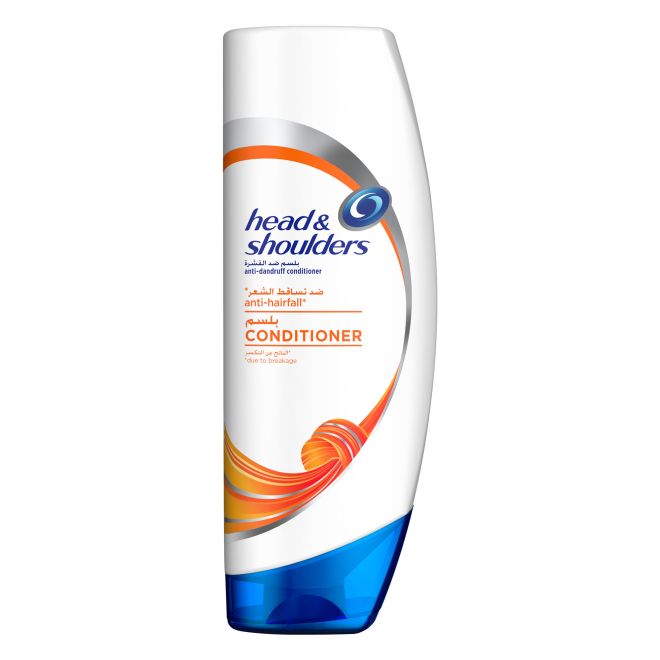 head &
shoulders
بلسم ضد القشرة
anti-dandruff conditioner
ضد تساقط الشعر*
anti-hairfall*
بلسم
CONDITIONER
*الناتج عن التكسر
*due to breakage